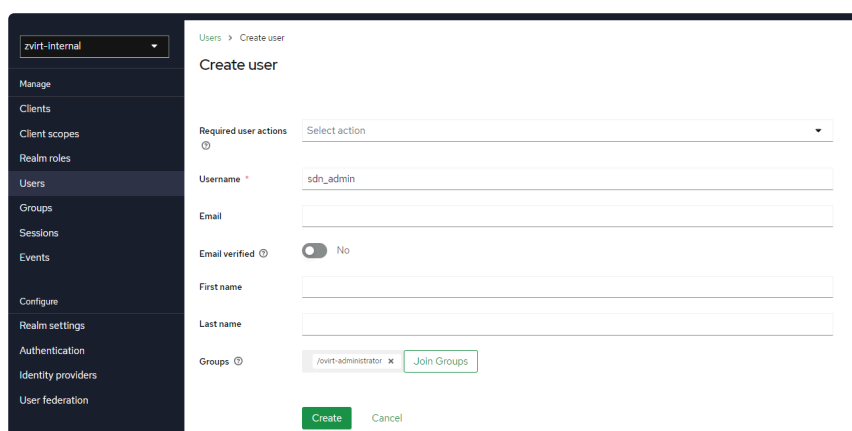 zvirt-internal
Manage
Clients
Client scopes
Realm roles
Users
Groups
Sessions
Events
Configure
Realm settings
Authentication
Identity providers
User federation
Users > Create user
Create user
Required user actions
Select action
Username *
sdn_admin
Email
Email verified
No
First name
Last name
Groups
/ovirt-administrator ×
Join Groups
Create
Cancel